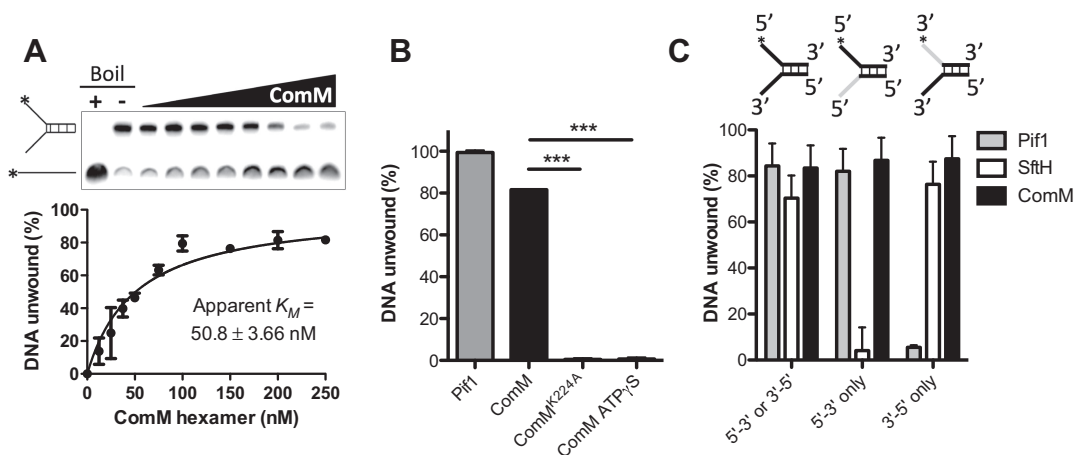 A
Boil
+ -
ComM
*
*
DNA unwound (%)
100
80
60
40
20
0
Apparent KM =
50.8 ± 3.66 nM
0 50 100 150 200 250
ComM hexamer (nM)
B
DNA unwound (%)
100
80
60
40
20
0
***
***
Pif1
ComM
ComM^K224A
ComM ATPγS
C
5’ 3’ 3’ 5’
*
5’ 3’ 5’ 5’
*
3’ 3’ 3’ 5’
*
DNA unwound (%)
100
80
60
40
20
0
Pif1
SftH
ComM
5'-3' or 3'-5'
5'-3' only
3'-5' only